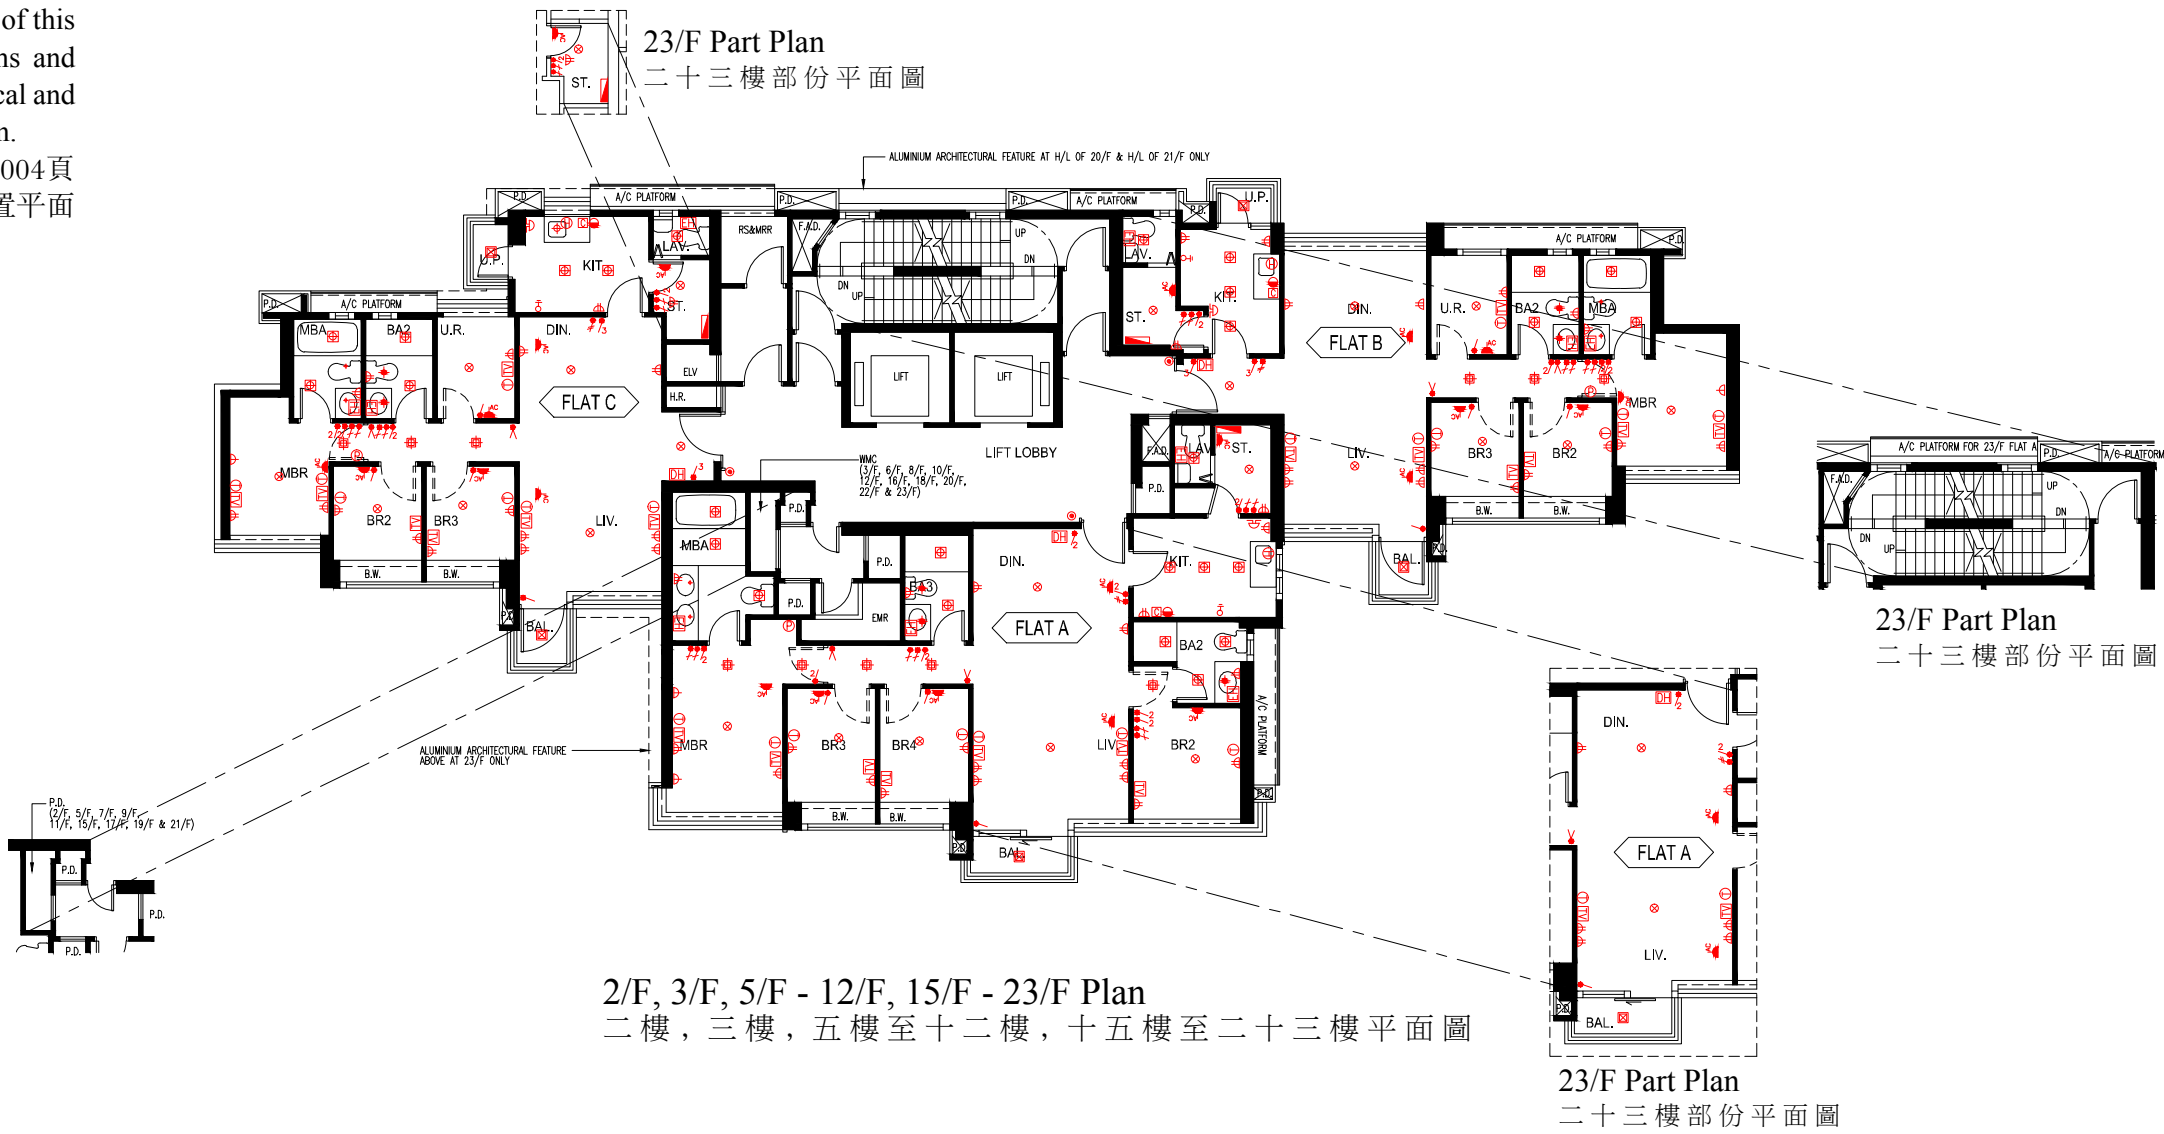 of this
ns and
cal and
n.
004頁
置平面
23/F Part Plan
二十三樓部份平面圖
ST.
ALUMINIUM ARCHITECTURAL FEATURE AT H/L OF 20/F & H/L OF 21/F ONLY
P.D.
A/C PLATFORM
P.D.
P.D.
A/C PLATFORM
P.D.
U.P.
RS&MRR
F.A.D.
UP
DN
DN
UP
LAV.
KIT.
U.P.
ST.
LAV.
KIT.
ST.
A/C PLATFORM
P.D.
P.D.
A/C PLATFORM
MBA
BA2
U.R.
DIN.
ELV
H.R.
LIFT
LIFT
DIN.
FLAT B
U.R.
BA2
MBA
FLAT C
MBR
BR2
BR3
LIV.
B.W.
B.W.
P.D.
BAL.
LIFT LOBBY
WMC
(3/F, 6/F, 8/F, 10/F,
12/F, 16/F, 18/F, 20/F,
22/F & 23/F)
F.A.D.
P.D.
LAV.
ST.
LIV.
BR3
BR2
MBR
B.W.
B.W.
P.D.
BAL.
A/C PLATFORM FOR 23/F FLAT A
P.D.
A/C PLATFORM
F.A.D.
UP
DN
DN
UP
23/F Part Plan
二十三樓部份平面圖
MBA
P.D.
P.D.
P.D.
EMR
BA3
DIN.
KIT.
FLAT A
BA2
A/C PLATFORM
MBR
BR3
BR4
LIV.
BR2
B.W.
B.W.
P.D.
P.D.
BAL.
ALUMINIUM ARCHITECTURAL FEATURE
ABOVE AT 23/F ONLY
P.D.
(2/F, 5/F, 7/F, 9/F,
11/F, 15/F, 17/F, 19/F & 21/F)
P.D.
P.D.
P.D.
DIN.
FLAT A
LIV.
P.D.
BAL.
23/F Part Plan
二十三樓部份平面圖
2/F, 3/F, 5/F - 12/F, 15/F - 23/F Plan
二樓，三樓，五樓至十二樓，十五樓至二十三樓平面圖